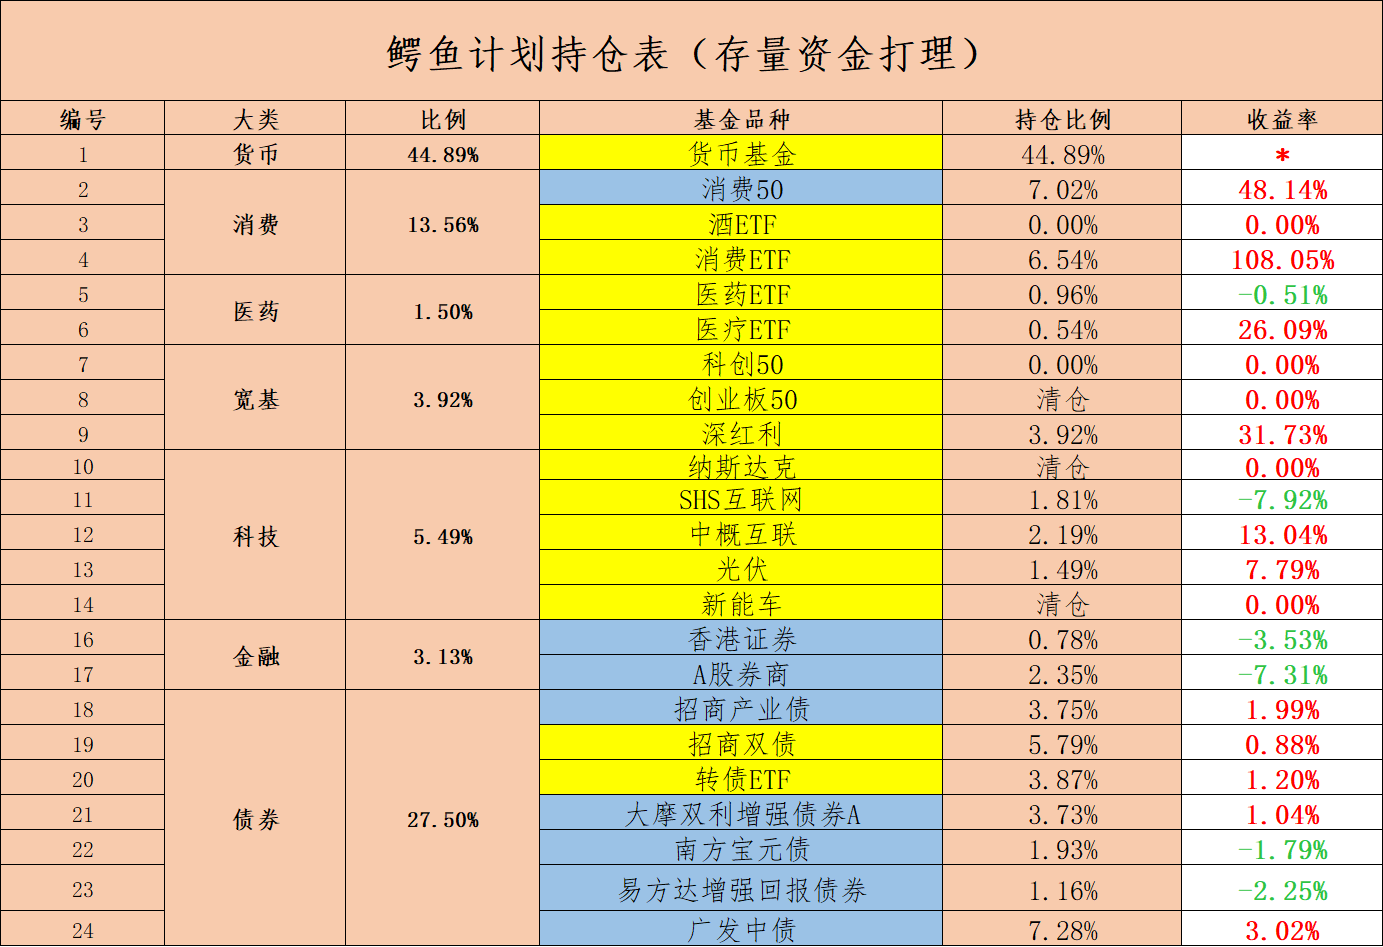 鳄鱼计划持仓表（存量资金打理）
编号 大类 比例 基金品种 持仓比例 收益率
1 货币 44.89% 货币基金 44.89% *
2 消费 13.56% 消费50 7.02% 48.14%
3 酒ETF 0.00% 0.00%
4 消费ETF 6.54% 108.05%
5 医药 1.50% 医药ETF 0.96% -0.51%
6 医疗ETF 0.54% 26.09%
7 宽基 3.92% 科创50 0.00% 0.00%
8 创业板50 清仓 0.00%
9 深红利 3.92% 31.73%
10 科技 5.49% 纳斯达克 清仓 0.00%
11 SHS互联网 1.81% -7.92%
12 中概互联 2.19% 13.04%
13 光伏 1.49% 7.79%
14 新能车 清仓 0.00%
16 金融 3.13% 香港证券 0.78% -3.53%
17 A股券商 2.35% -7.31%
18 债券 27.50% 招商产业债 3.75% 1.99%
19 招商双债 5.79% 0.88%
20 转债ETF 3.87% 1.20%
21 大摩双利增强债券A 3.73% 1.04%
22 南方宝元债 1.93% -1.79%
23 易方达增强回报债券 1.16% -2.25%
24 广发中债 7.28% 3.02%